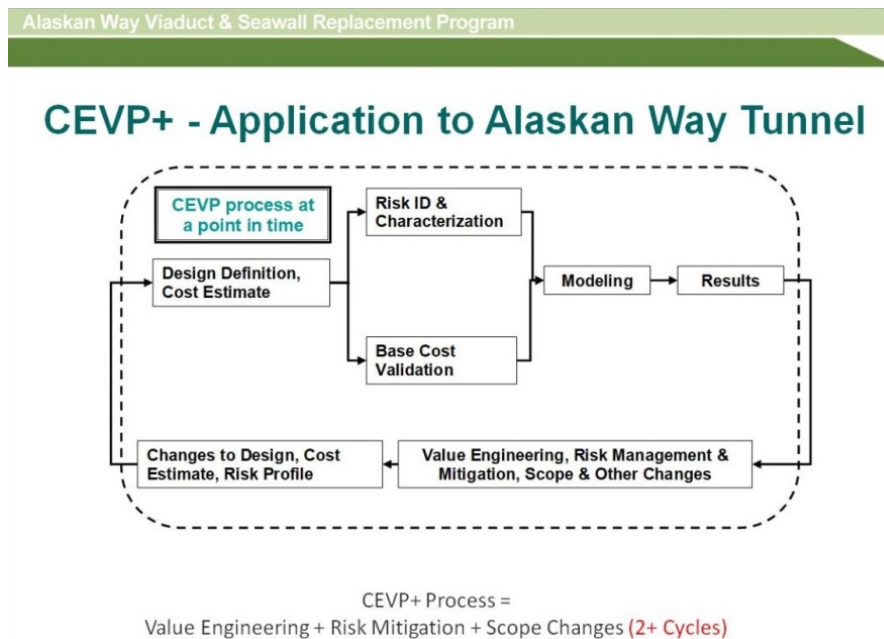 Alaskan Way Viaduct & Seawall Replacement Program
CEVP+ - Application to Alaskan Way Tunnel
CEVP process at
a point in time
Risk ID &
Characterization
Design Definition,
Cost Estimate
Modeling
Results
Base Cost
Validation
Changes to Design, Cost
Estimate, Risk Profile
Value Engineering, Risk Management &
Mitigation, Scope & Other Changes
CEVP+ Process =
Value Engineering + Risk Mitigation + Scope Changes (2+ Cycles)